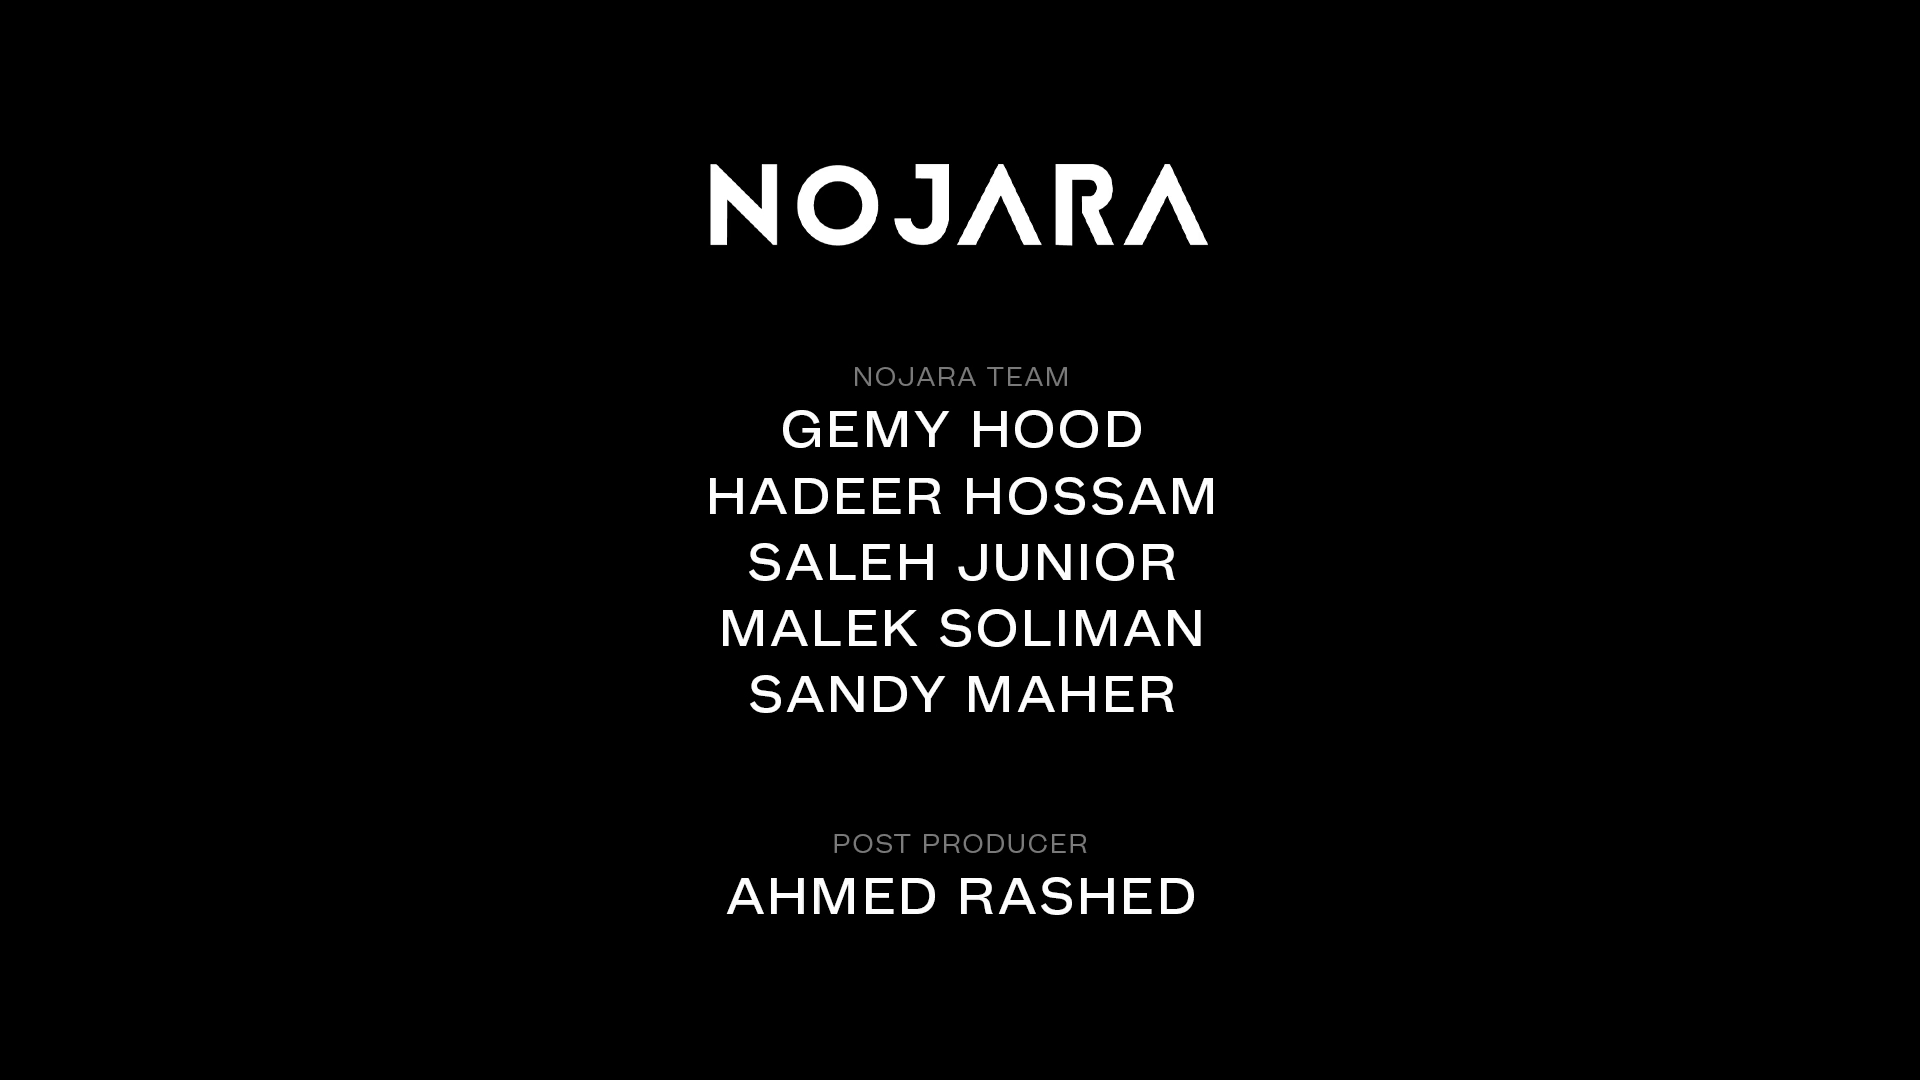 NOJARA
NOJARA TEAM
GEMY HOOD
HADEER HOSSAM
SALEH JUNIOR
MALEK SOLIMAN
SANDY MAHER
POST PRODUCER
AHMED RASHED